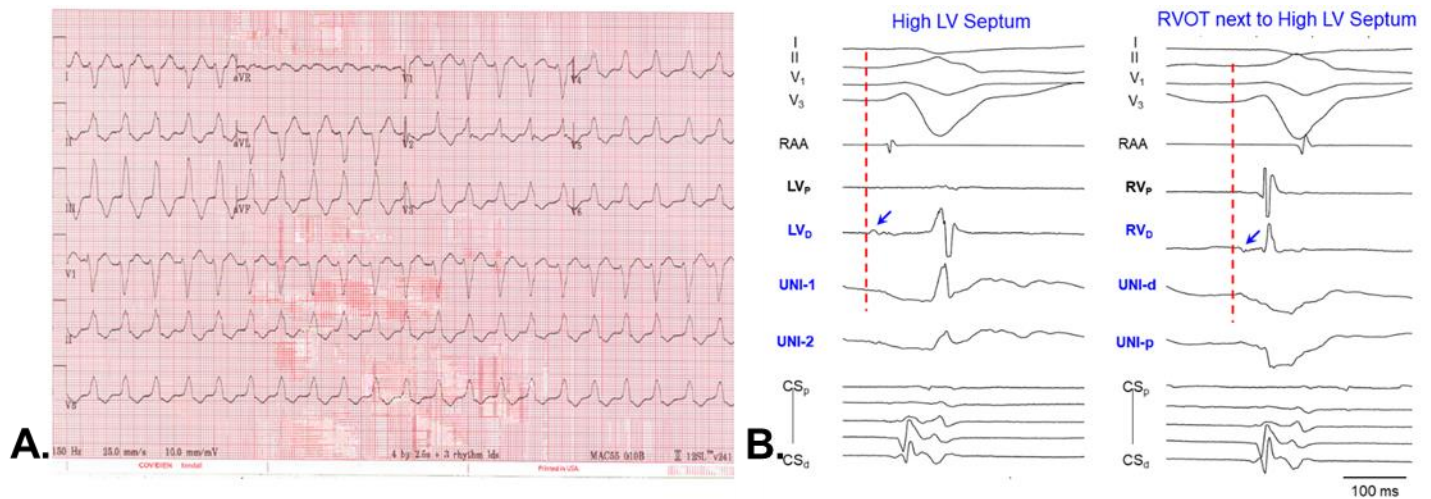 I aVR V1 V4
II aVL V2 V5
III aVF V3 V6
V1
II
V5
150 Hz 25.0 mm/s 10.0 mm/mV 4 by 2.5s + 3 rhythm lds MAC55 010B 12SL™ v241
COVIDIEN Printed in USA
A.
High LV Septum
I
II
V1
V3
RAA
LVP
LVD
UNI-1
UNI-2
CSp
CSd
RVOT next to High LV Septum
I
II
V1
V3
RAA
RVP
RVD
UNI-d
UNI-p
CSp
CSd
100 ms
B.